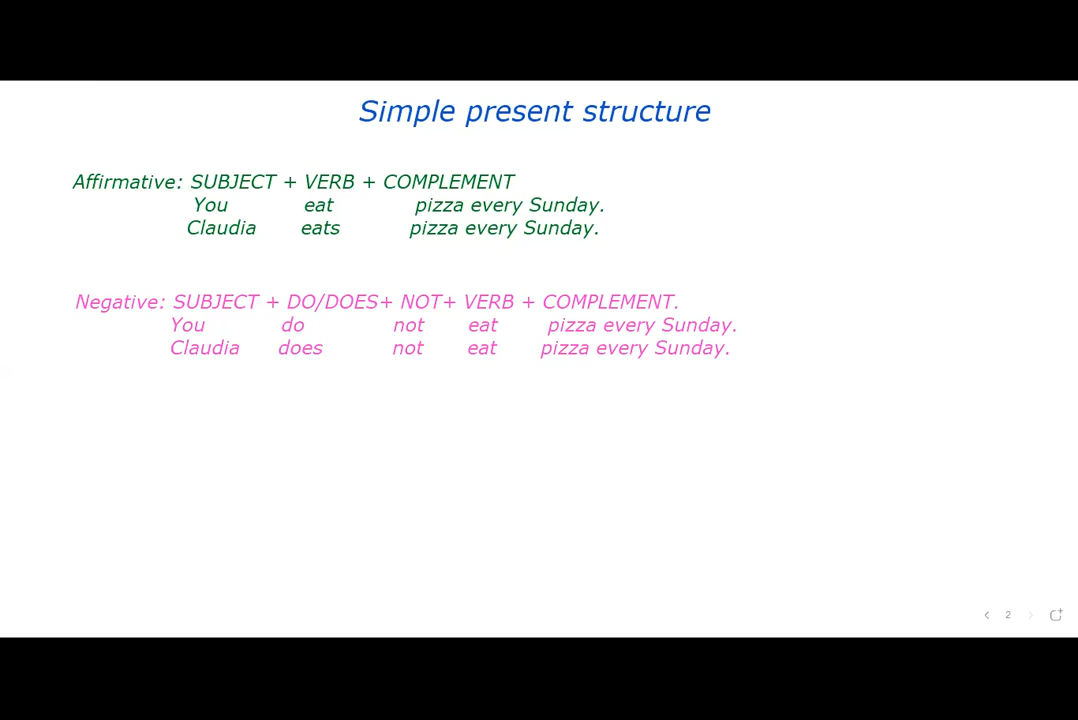 Simple present structure
Affirmative: SUBJECT + VERB + COMPLEMENT
You eat pizza every Sunday.
Claudia eats pizza every Sunday.
Negative: SUBJECT + DO/DOES+ NOT+ VERB + COMPLEMENT.
You do not eat pizza every Sunday.
Claudia does not eat pizza every Sunday.
2